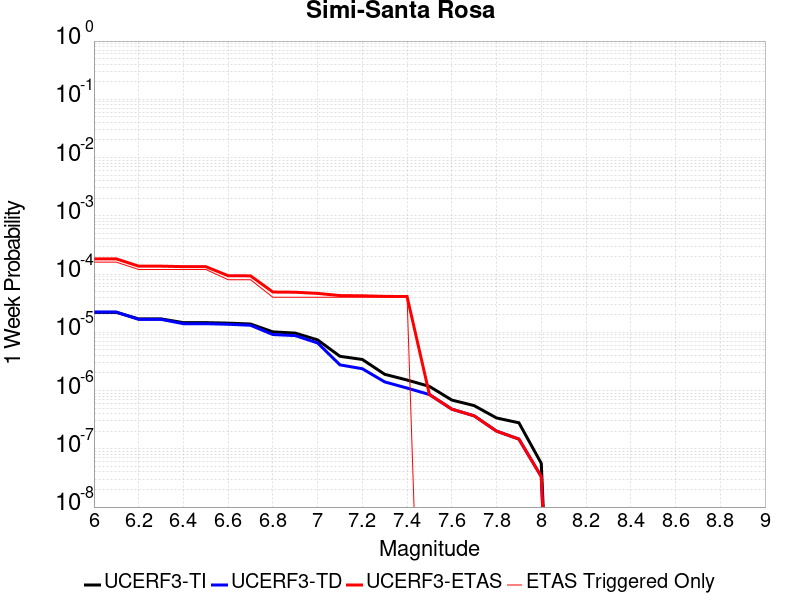 Simi-Santa Rosa
10^0
10^-1
10^-2
10^-3
10^-4
10^-5
10^-6
10^-7
10^-8
1 Week Probability
6 6.2 6.4 6.6 6.8 7 7.2 7.4 7.6 7.8 8 8.2 8.4 8.6 8.8 9
Magnitude
UCERF3-TI UCERF3-TD UCERF3-ETAS ETAS Triggered Only